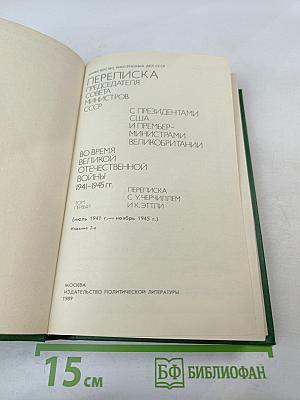 МИНИСТЕРСТВО ИНОСТРАННЫХ ДЕЛ СССР
ПЕРЕПИСКА
ПРЕДСЕДАТЕЛЯ
СОВЕТА
МИНИСТРОВ
СССР
С ПРЕЗИДЕНТАМИ
США
И ПРЕМЬЕР-
МИНИСТРАМИ
ВЕЛИКОБРИТАНИИ
ВО ВРЕМЯ
ВЕЛИКОЙ
ОТЕЧЕСТВЕННОЙ
ВОЙНЫ
1941–1945 гг.
ТОМ
ПЕРВЫЙ
ПЕРЕПИСКА
С У. ЧЕРЧИЛЛЕМ
И К. ЭТТЛИ
(июль 1941 г.— ноябрь 1945 г.)
Издание 2-е
МОСКВА
ИЗДАТЕЛЬСТВО ПОЛИТИЧЕСКОЙ ЛИТЕРАТУРЫ
1989
15 см
БФ БИБЛИОФАН